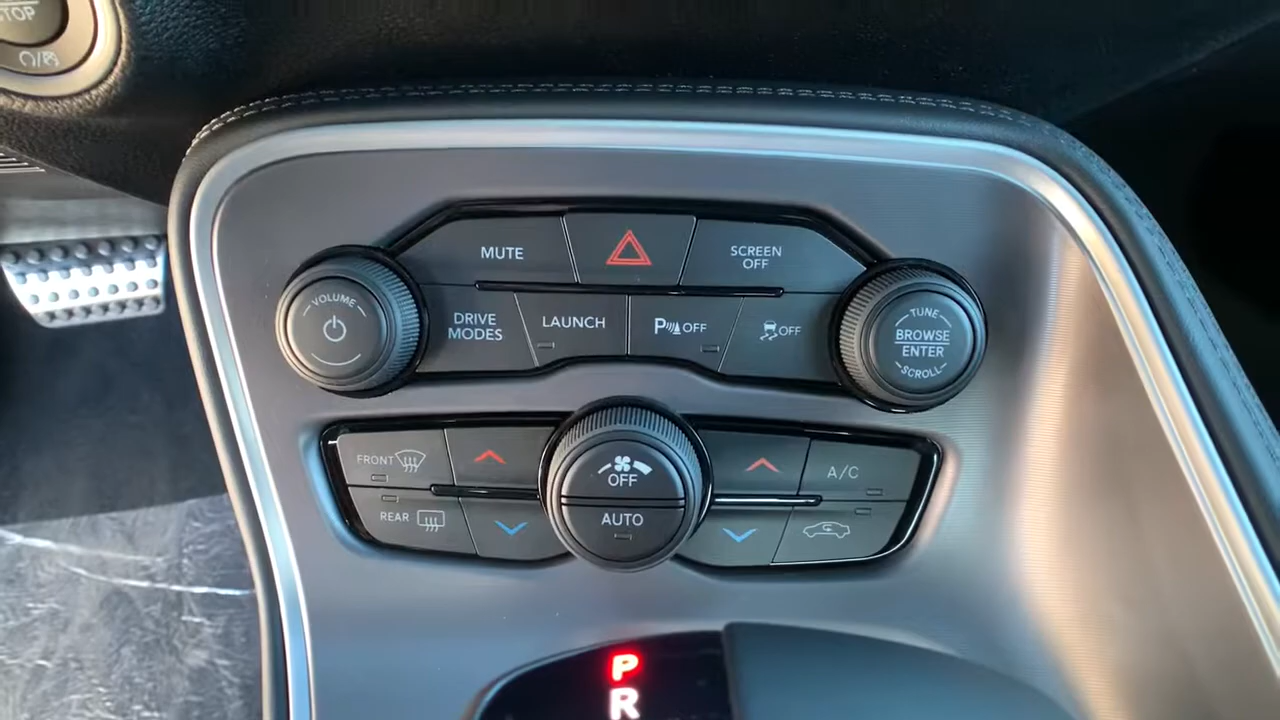 STOP
MUTE
SCREEN
OFF
VOLUME
DRIVE
MODES
LAUNCH
P OFF
OFF
TUNE
BROWSE
ENTER
SCROLL
FRONT
OFF
A/C
REAR
AUTO
P
R